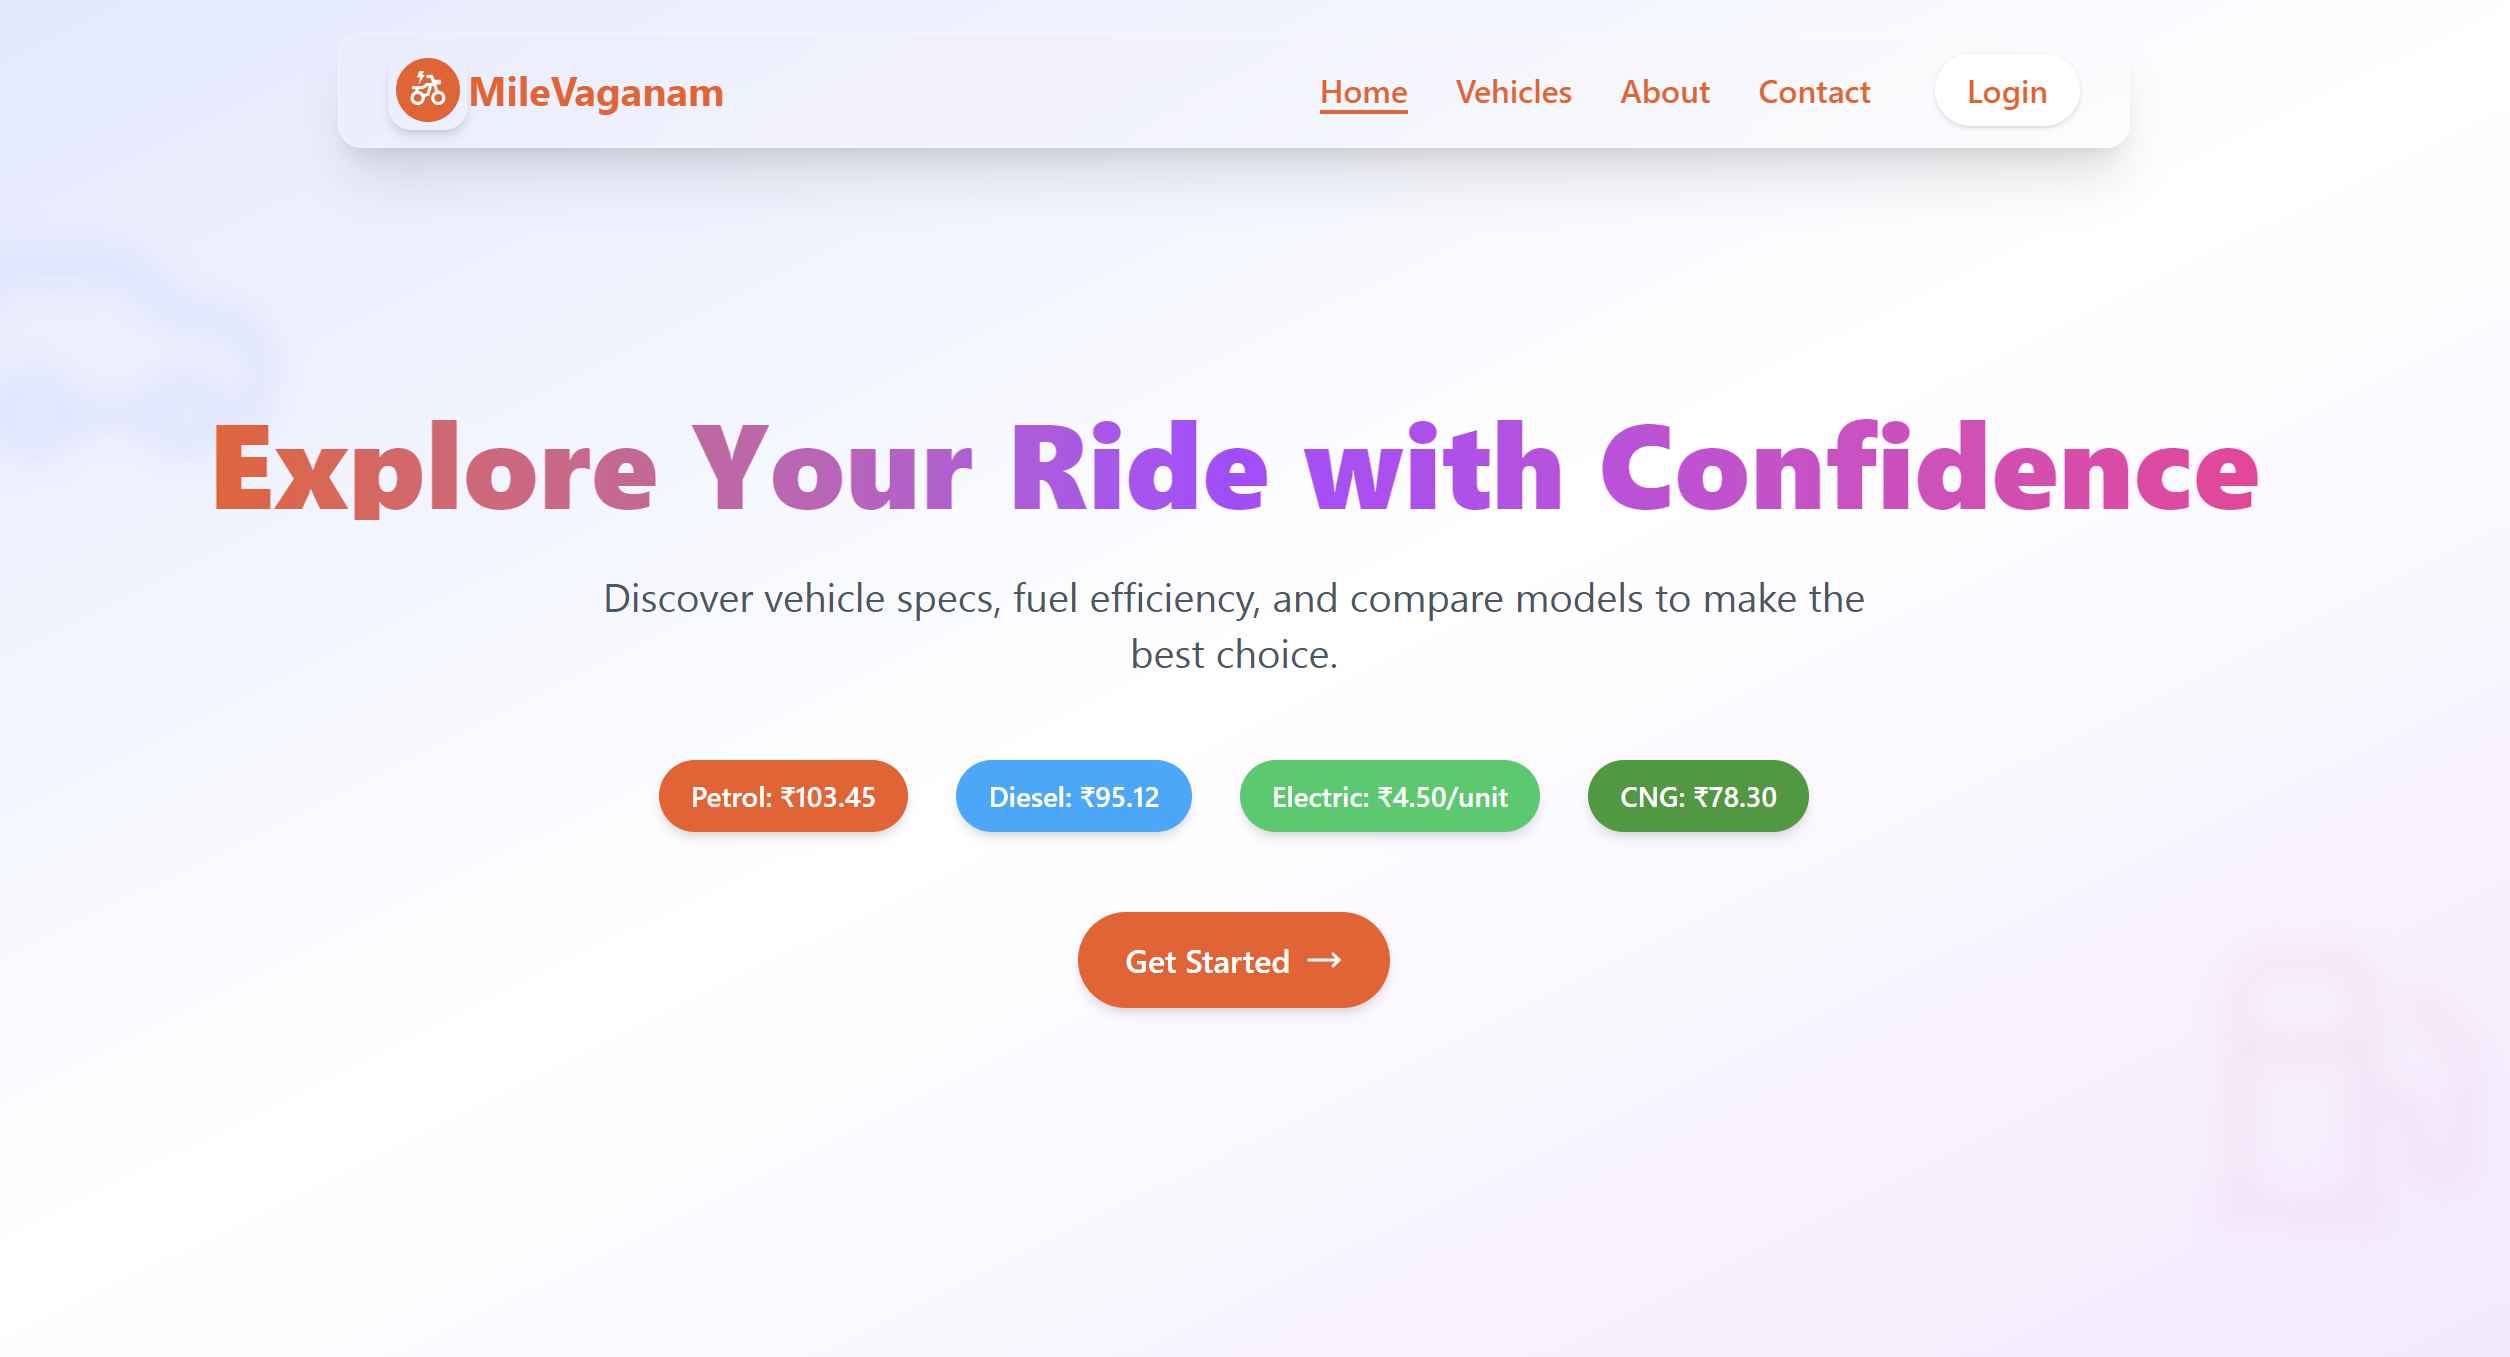 MileVaganam
Home
Vehicles
About
Contact
Login
Explore Your Ride with Confidence
Discover vehicle specs, fuel efficiency, and compare models to make the
best choice.
Petrol: ₹103.45
Diesel: ₹95.12
Electric: ₹4.50/unit
CNG: ₹78.30
Get Started →